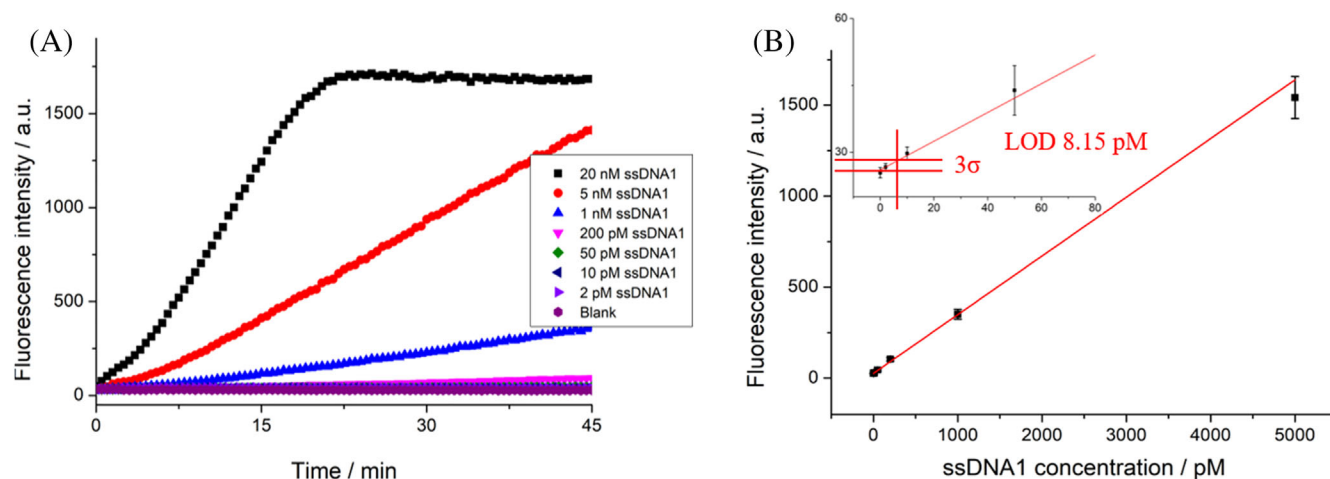 (A)
Fluorescence intensity / a.u.
1500
1000
500
0
0
15
30
45
Time / min
20 nM ssDNA1
5 nM ssDNA1
1 nM ssDNA1
200 pM ssDNA1
50 pM ssDNA1
10 pM ssDNA1
2 pM ssDNA1
Blank
(B)
Fluorescence intensity / a.u.
1500
1000
500
0
0
1000
2000
3000
4000
5000
ssDNA1 concentration / pM
60
30
0
20
40
60
80
LOD 8.15 pM
3σ